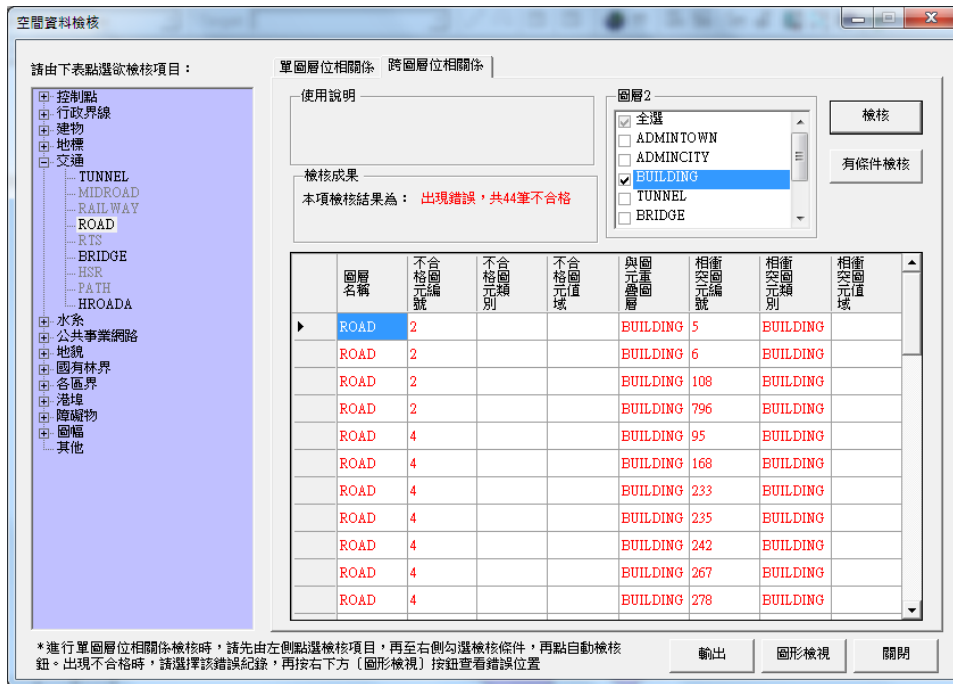 空間資料檢核
請由下表點選欲檢核項目：
控制點
行政界線
建物
地標
交通
TUNNEL
MIDROAD
RAILWAY
ROAD
RTS
BRIDGE
HSR
PATH
HROADA
水系
公共事業網路
地貌
國有林界
各區界
港埠
障礙物
圖幅
其他
單圖層位相關係 跨圖層位相關係
使用說明
檢核成果
本項檢核結果為： 出現錯誤，共44筆不合格
圖層2
全選
ADMINTOWN
ADMINCITY
BUILDING
TUNNEL
BRIDGE
檢核
有條件檢核
圖層名稱 不合格圖元編號 不合格圖元類別 不合格圖元值域 與圖元重疊圖層 相衝突圖元編號 相衝突圖元類別 相衝突圖元值域
ROAD 2 BUILDING 5 BUILDING
ROAD 2 BUILDING 6 BUILDING
ROAD 2 BUILDING 108 BUILDING
ROAD 2 BUILDING 796 BUILDING
ROAD 4 BUILDING 95 BUILDING
ROAD 4 BUILDING 168 BUILDING
ROAD 4 BUILDING 233 BUILDING
ROAD 4 BUILDING 235 BUILDING
ROAD 4 BUILDING 242 BUILDING
ROAD 4 BUILDING 267 BUILDING
ROAD 4 BUILDING 278 BUILDING
*進行單圖層位相關係檢核時，請先由左側點選檢核項目，再至右側勾選檢核條件，再點自動檢核
鈕。出現不合格時，請選擇該錯誤紀錄，再按右下方〔圖形檢視〕按鈕查看錯誤位置
輸出 圖形檢視 關閉